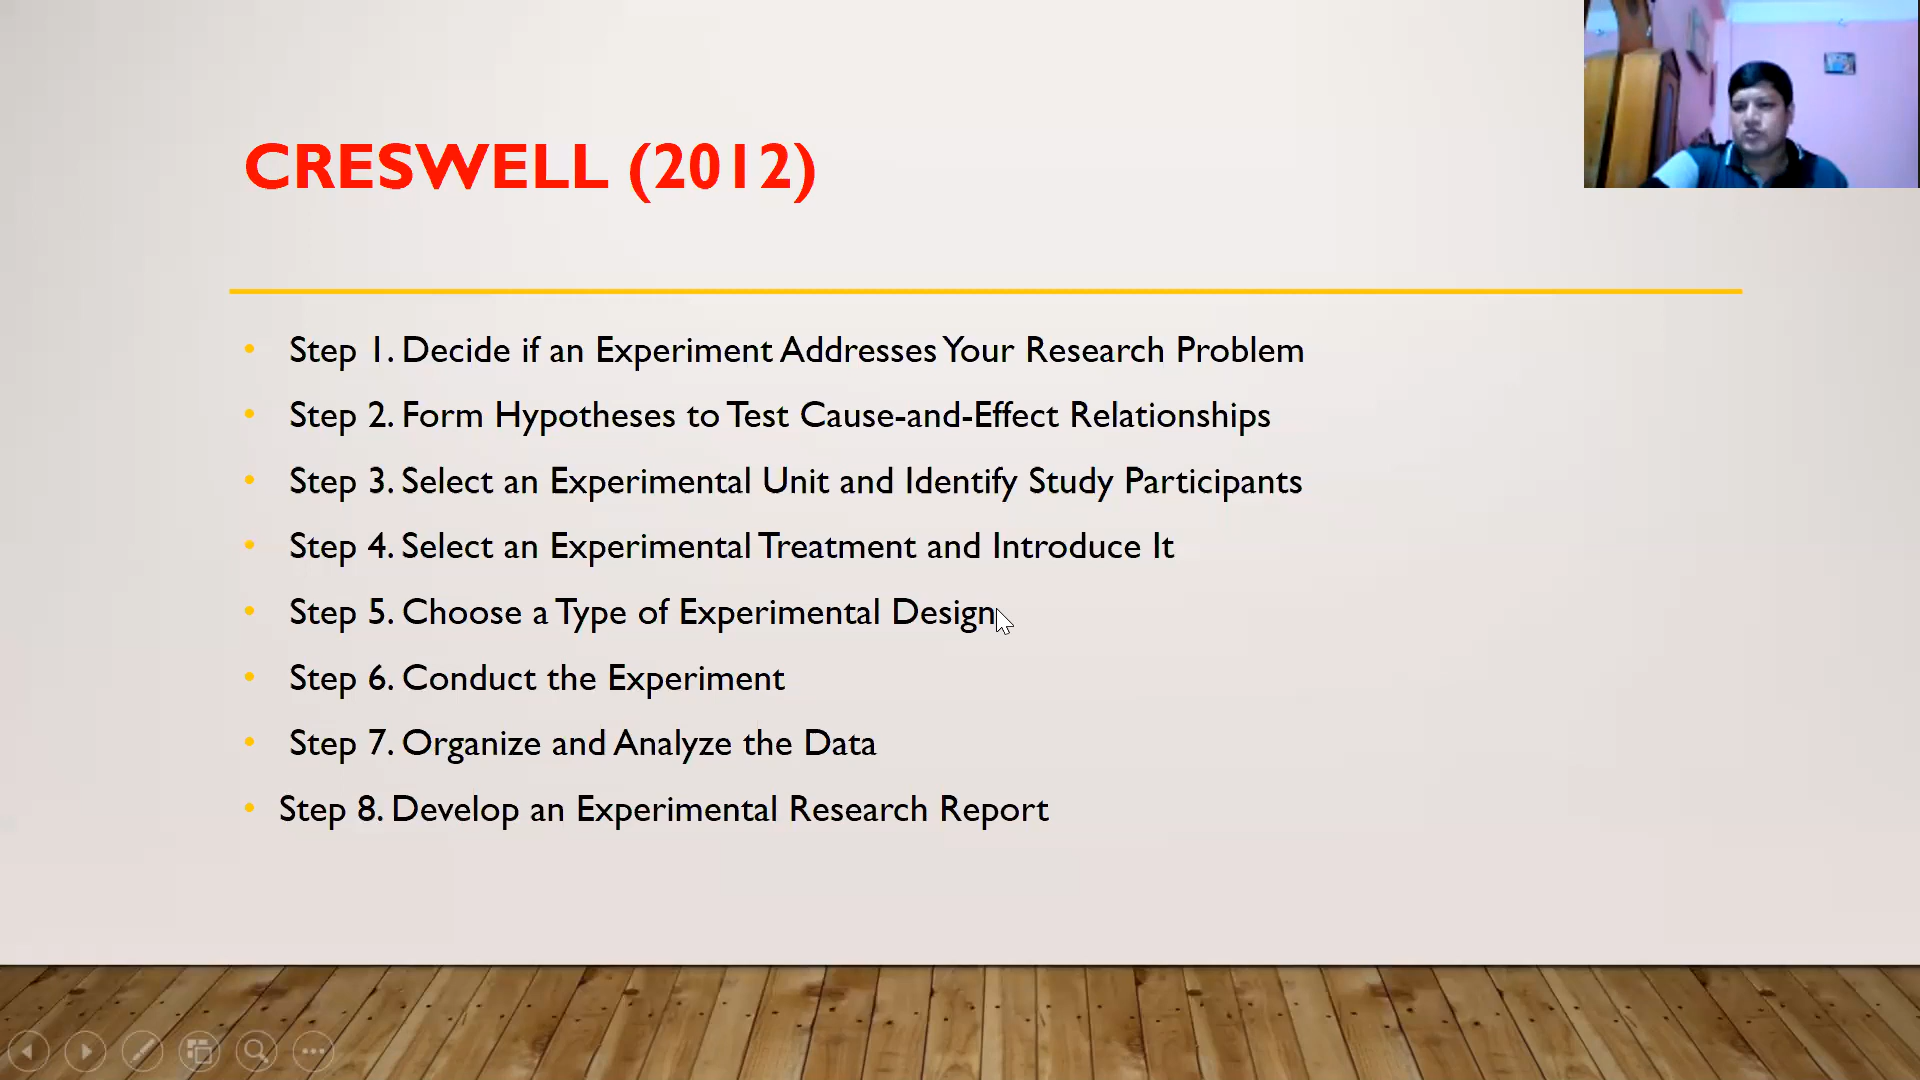 CRESWELL (2012)
• Step 1. Decide if an Experiment Addresses Your Research Problem
• Step 2. Form Hypotheses to Test Cause-and-Effect Relationships
• Step 3. Select an Experimental Unit and Identify Study Participants
• Step 4. Select an Experimental Treatment and Introduce It
• Step 5. Choose a Type of Experimental Design
• Step 6. Conduct the Experiment
• Step 7. Organize and Analyze the Data
• Step 8. Develop an Experimental Research Report